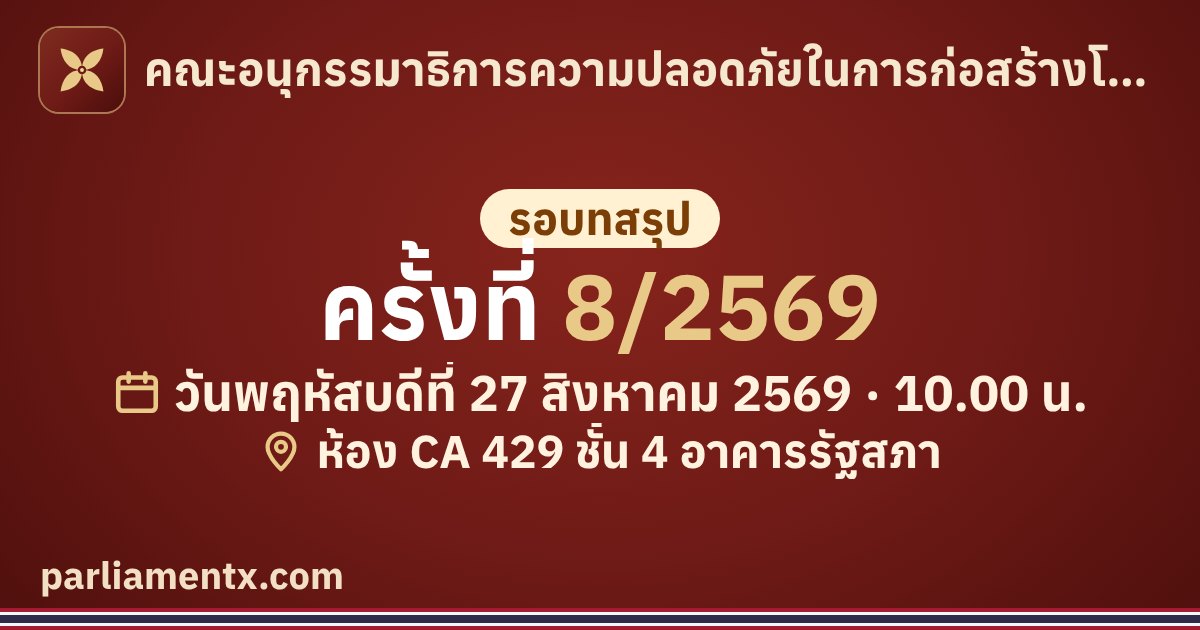 คณะอนุกรรมาธิการความปลอดภัยในการก่อสร้างโ...
รอบทสรุป
ครั้งที่ 8/2569
วันพฤหัสบดีที่ 27 สิงหาคม 2569 · 10.00 น.
ห้อง CA 429 ชั้น 4 อาคารรัฐสภา
parliamentx.com